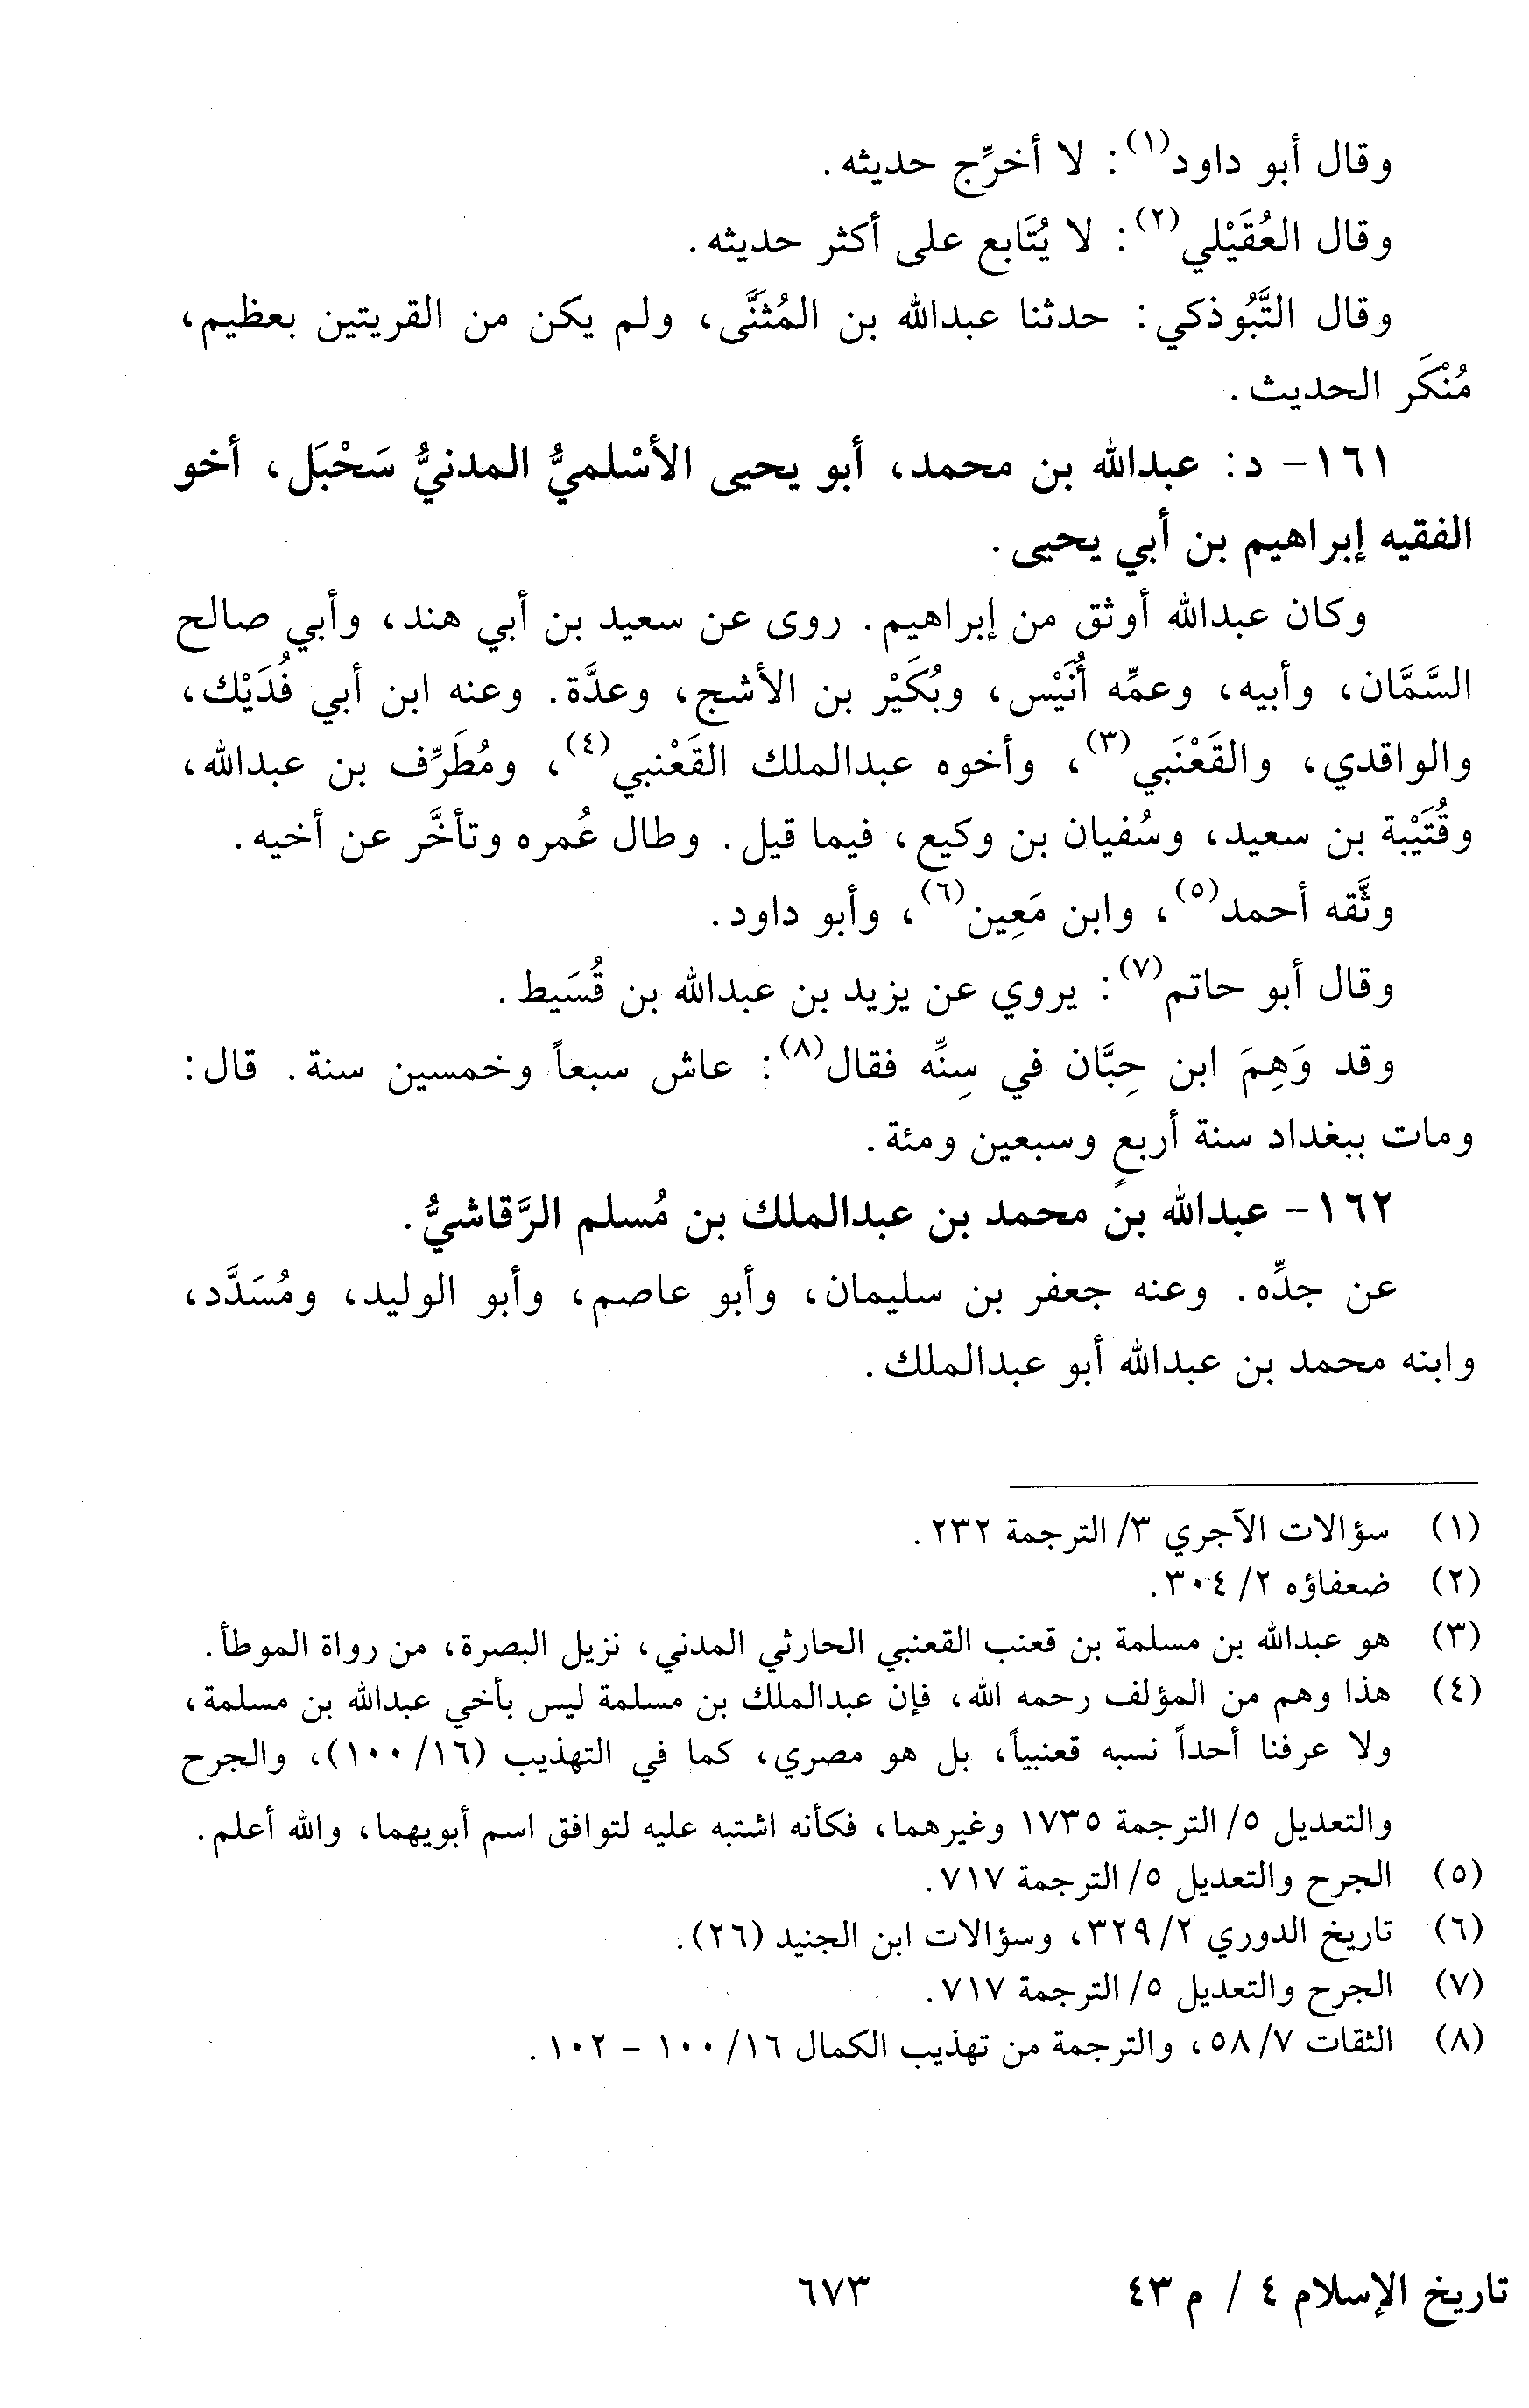 وقال أبو داود(١): لا أخرِّج حديثه.
وقال العُقَيْلي(٢): لا يُتَابع على أكثر حديثه.
وقال التَّبُوذكي: حدثنا عبدالله بن المُثنَّى، ولم يكن من القريتين بعظيم،
مُنْكَر الحديث.
١٦١- د: عبدالله بن محمد، أبو يحيى الأسْلميُّ المدنيُّ سَحْبَل، أخو
الفقيه إبراهيم بن أبي يحيى.
وكان عبدالله أوثق من إبراهيم. روى عن سعيد بن أبي هند، وأبي صالح
السَّمَّان، وأبيه، وعمِّه أُنَيْس، وبُكَيْر بن الأشج، وعدَّة. وعنه ابن أبي فُدَيْك،
والواقدي، والقَعْنَبي(٣)، وأخوه عبدالملك القَعْنبي(٤)، ومُطَرِّف بن عبدالله،
وقُتَيْبة بن سعيد، وسُفيان بن وكيع، فيما قيل. وطال عُمره وتأخَّر عن أخيه.
وثَّقه أحمد(٥)، وابن مَعِين(٦)، وأبو داود.
وقال أبو حاتم(٧): يروي عن يزيد بن عبدالله بن قُسَيط.
وقد وَهِمَ ابن حِبَّان في سِنِّه فقال(٨): عاش سبعاً وخمسين سنة. قال:
ومات ببغداد سنة أربعٍ وسبعين ومئة.
١٦٢- عبدالله بن محمد بن عبدالملك بن مُسلم الرَّقاشيُّ.
عن جدِّه. وعنه جعفر بن سليمان، وأبو عاصم، وأبو الوليد، ومُسَدَّد،
وابنه محمد بن عبدالله أبو عبدالملك.
(١) سؤالات الآجري ٣/ الترجمة ٢٣٢.
(٢) ضعفاؤه ٢/ ٣٠٤.
(٣) هو عبدالله بن مسلمة بن قعنب القعنبي الحارثي المدني، نزيل البصرة، من رواة الموطأ.
(٤) هذا وهم من المؤلف رحمه الله، فإن عبدالملك بن مسلمة ليس بأخي عبدالله بن مسلمة،
ولا عرفنا أحداً نسبه قعنبياً، بل هو مصري، كما في التهذيب (١٦/ ١٠٠)، والجرح
والتعديل ٥/ الترجمة ١٧٣٥ وغيرهما، فكأنه اشتبه عليه لتوافق اسم أبويهما، والله أعلم.
(٥) الجرح والتعديل ٥/ الترجمة ٧١٧.
(٦) تاريخ الدوري ٢/ ٣٢٩، وسؤالات ابن الجنيد (٢٦).
(٧) الجرح والتعديل ٥/ الترجمة ٧١٧.
(٨) الثقات ٧/ ٥٨، والترجمة من تهذيب الكمال ١٦/ ١٠٠ - ١٠٢.
تاريخ الإسلام ٤ / م ٤٣
٦٧٣